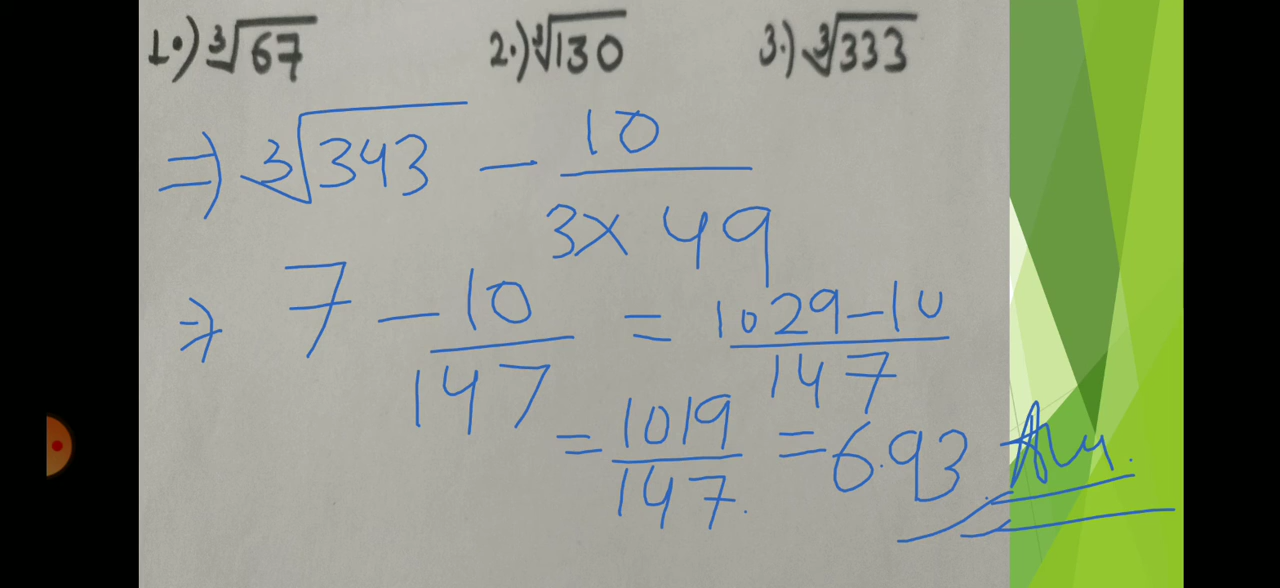 1.) ∛67 2.) ∛130 3.) ∛333
⇒ ∛343 - 10/(3×49)
⇒ 7 - 10/147 = (1029-10)/147
= 1019/147. = 6.93 Ans.